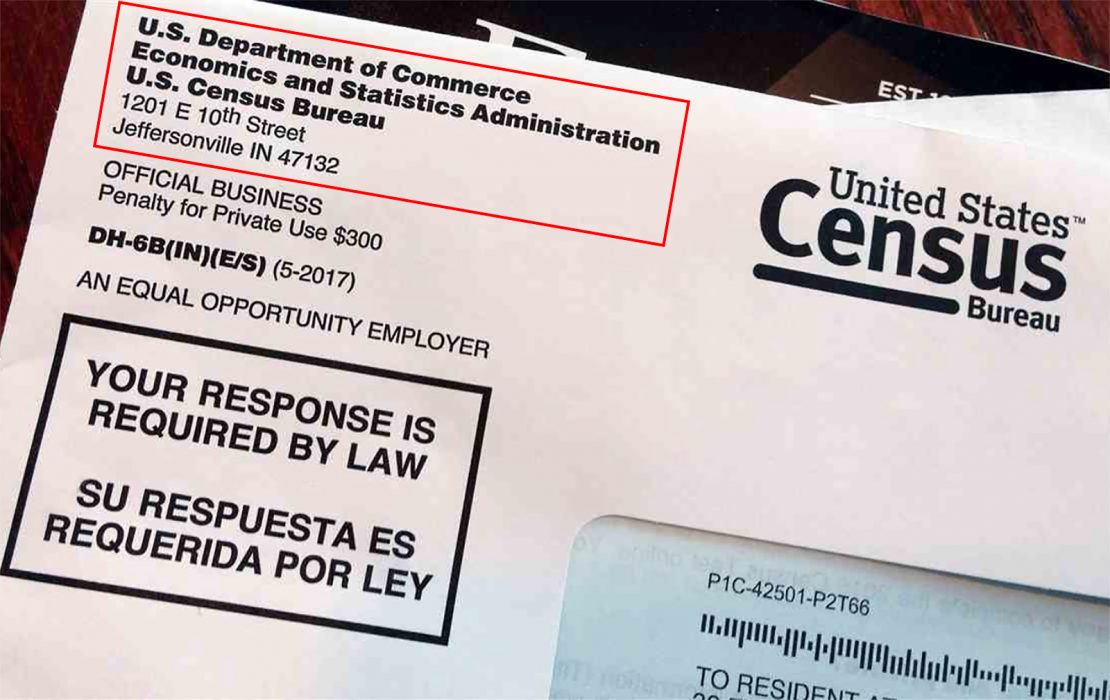 U.S. Department of Commerce
Economics and Statistics Administration
U.S. Census Bureau
1201 E 10th Street
Jeffersonville IN 47132
OFFICIAL BUSINESS
Penalty for Private Use $300
DH-6B(IN)(E/S) (5-2017)
AN EQUAL OPPORTUNITY EMPLOYER
YOUR RESPONSE IS
REQUIRED BY LAW
SU RESPUESTA ES
REQUERIDA POR LEY
EST
United States™
Census
Bureau
P1C-42501-P2T66
TO RESIDENT